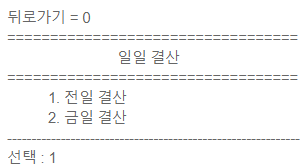 뒤로가기 = 0
==================================
일일 결산
==================================
1. 전일 결산
2. 금일 결산
----------------------------------------------------------
선택 : 1